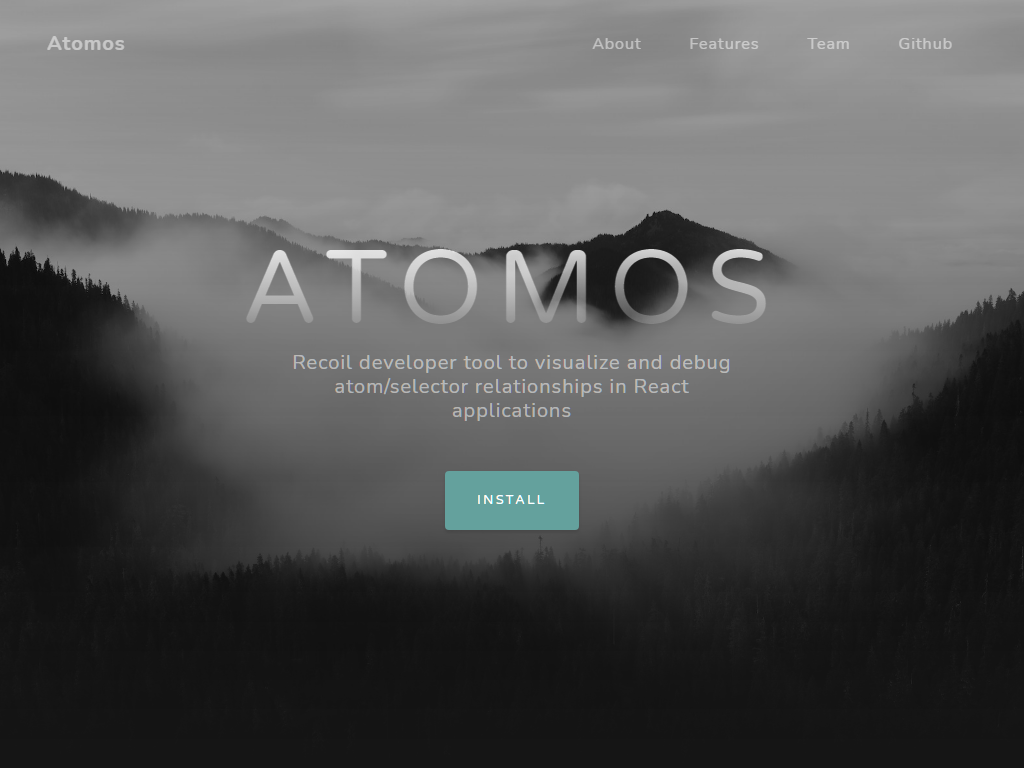 Atomos
About
Features
Team
Github
ATOMOS
Recoil developer tool to visualize and debug
atom/selector relationships in React
applications
INSTALL